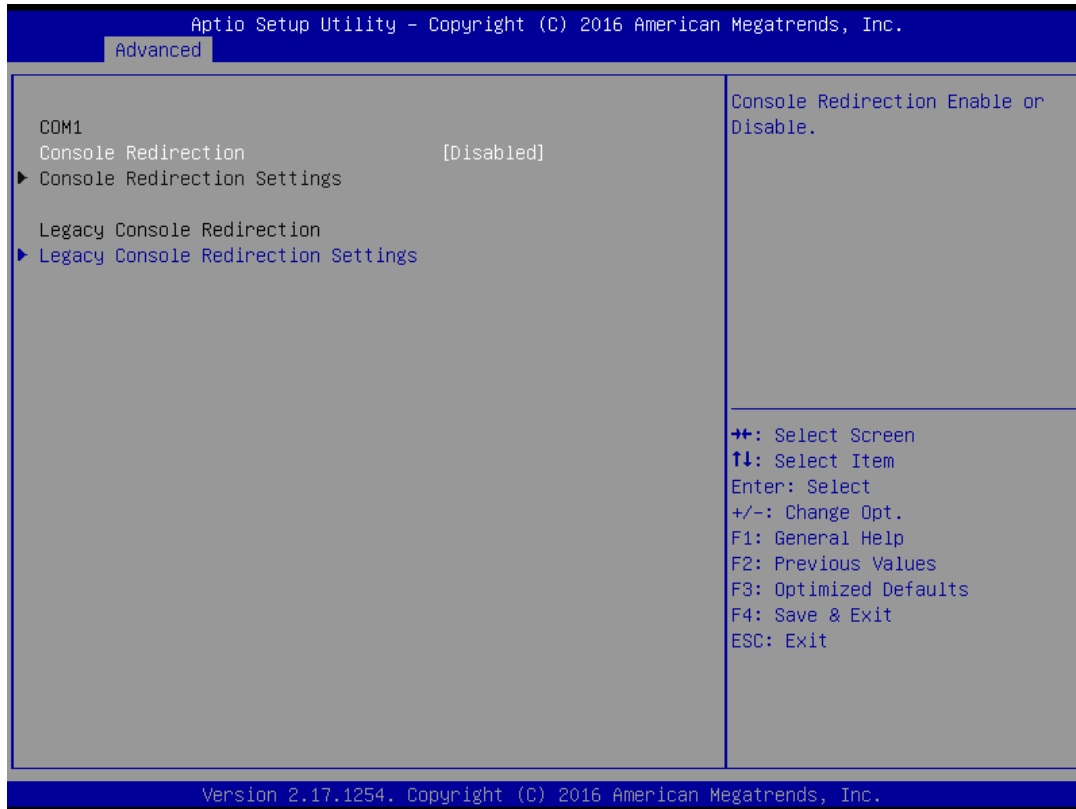 Aptio Setup Utility – Copyright (C) 2016 American Megatrends, Inc.
Advanced
COM1
Console Redirection [Disabled]
▶ Console Redirection Settings
Legacy Console Redirection
▶ Legacy Console Redirection Settings
Console Redirection Enable or
Disable.
→←: Select Screen
↑↓: Select Item
Enter: Select
+/-: Change Opt.
F1: General Help
F2: Previous Values
F3: Optimized Defaults
F4: Save & Exit
ESC: Exit
Version 2.17.1254. Copyright (C) 2016 American Megatrends, Inc.